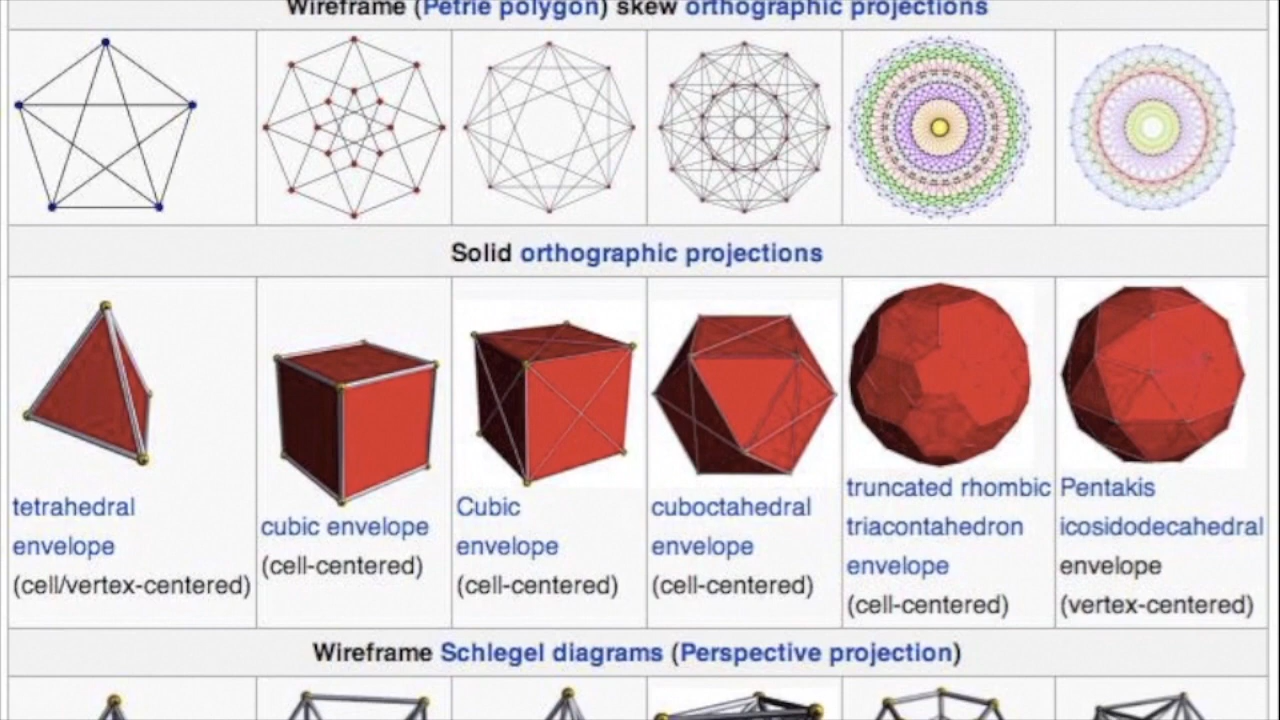 Wireframe (Petrie polygon) skew orthographic projections
Solid orthographic projections
tetrahedral
envelope
(cell/vertex-centered)
cubic envelope
(cell-centered)
Cubic
envelope
(cell-centered)
cuboctahedral
envelope
(cell-centered)
truncated rhombic
triacontahedron
envelope
(cell-centered)
Pentakis
icosidodecahedral
envelope
(vertex-centered)
Wireframe Schlegel diagrams (Perspective projection)